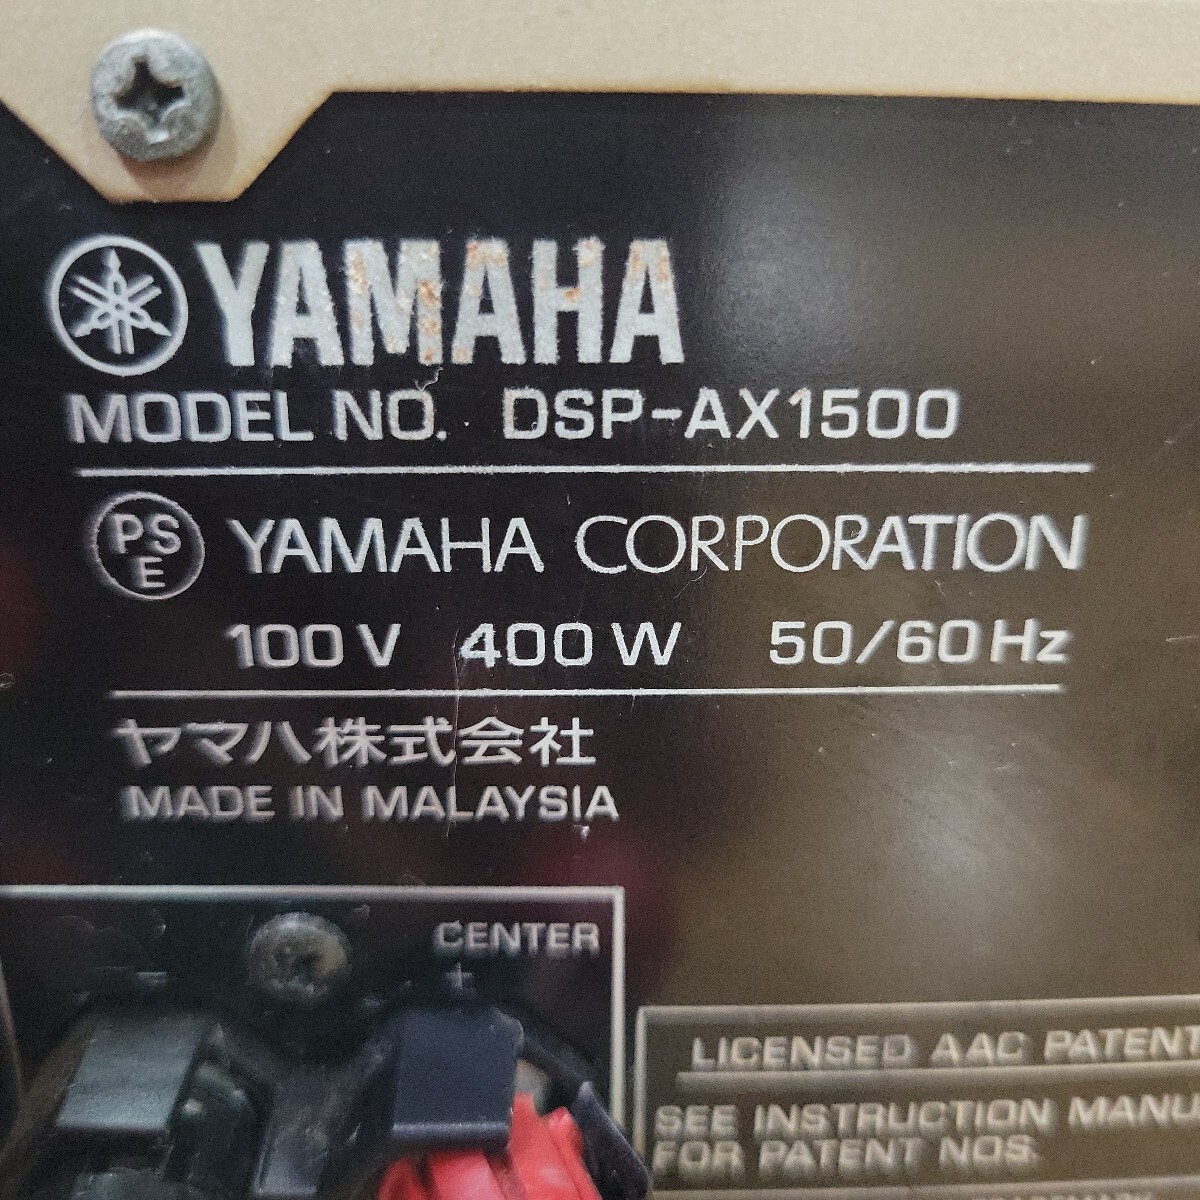 YAMAHA
MODEL NO. DSP-AX1500
PSE YAMAHA CORPORATION
100 V 400 W 50/60 Hz
ヤマハ株式会社
MADE IN MALAYSIA
CENTER
− +
LICENSED AAC PATENT
SEE INSTRUCTION MANU
FOR PATENT NOS.